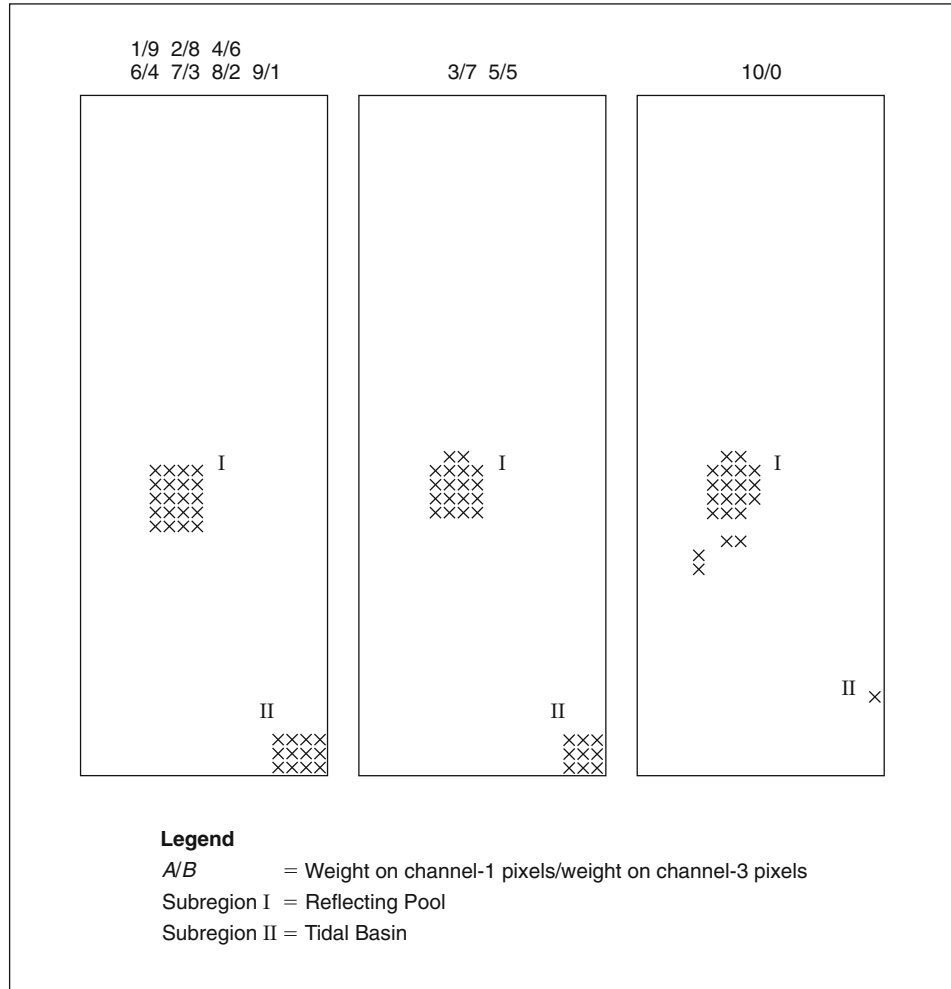 1/9 2/8 4/6
6/4 7/3 8/2 9/1
3/7 5/5
10/0
I
I
I
II
II
II
Legend
A/B = Weight on channel-1 pixels/weight on channel-3 pixels
Subregion I = Reflecting Pool
Subregion II = Tidal Basin